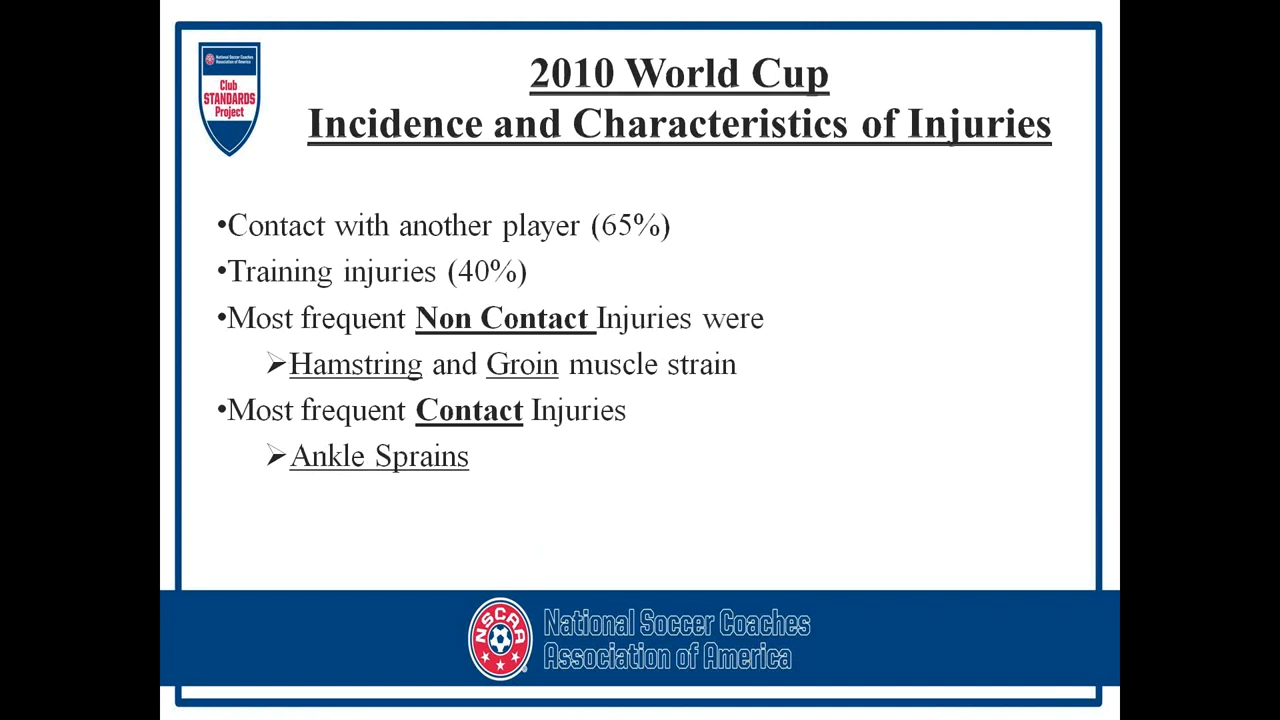 National Soccer Coaches
Association of America
Club
STANDARDS
Project
2010 World Cup
Incidence and Characteristics of Injuries
•Contact with another player (65%)
•Training injuries (40%)
•Most frequent Non Contact Injuries were
➢Hamstring and Groin muscle strain
•Most frequent Contact Injuries
➢Ankle Sprains
NSCAA
National Soccer Coaches
Association of America